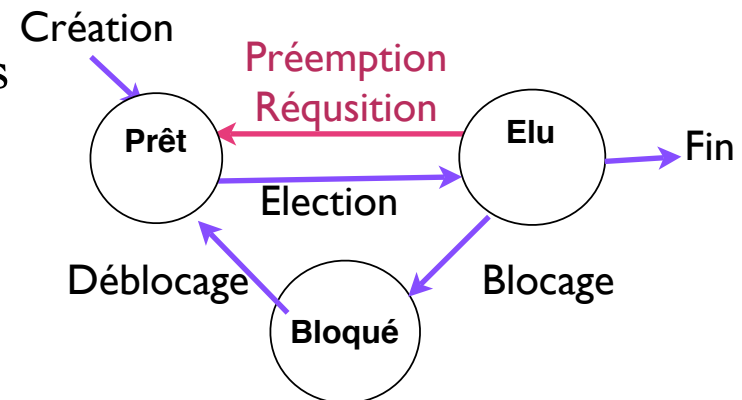 Création
s
Préemption
Réqusition
Prêt
Elu
Fin
Election
Déblocage
Blocage
Bloqué